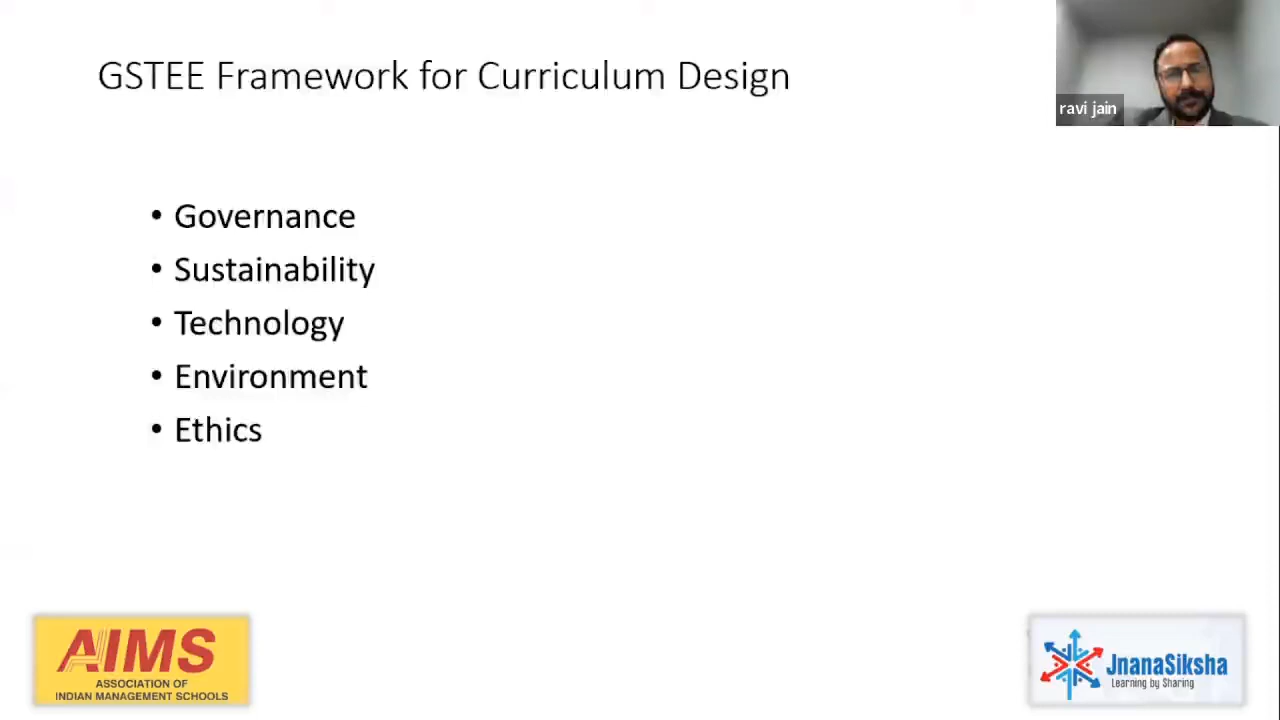 GSTEE Framework for Curriculum Design
ravi jain
• Governance
• Sustainability
• Technology
• Environment
• Ethics
AIMS
ASSOCIATION OF
INDIAN MANAGEMENT SCHOOLS
JnanaSiksha
Learning by Sharing